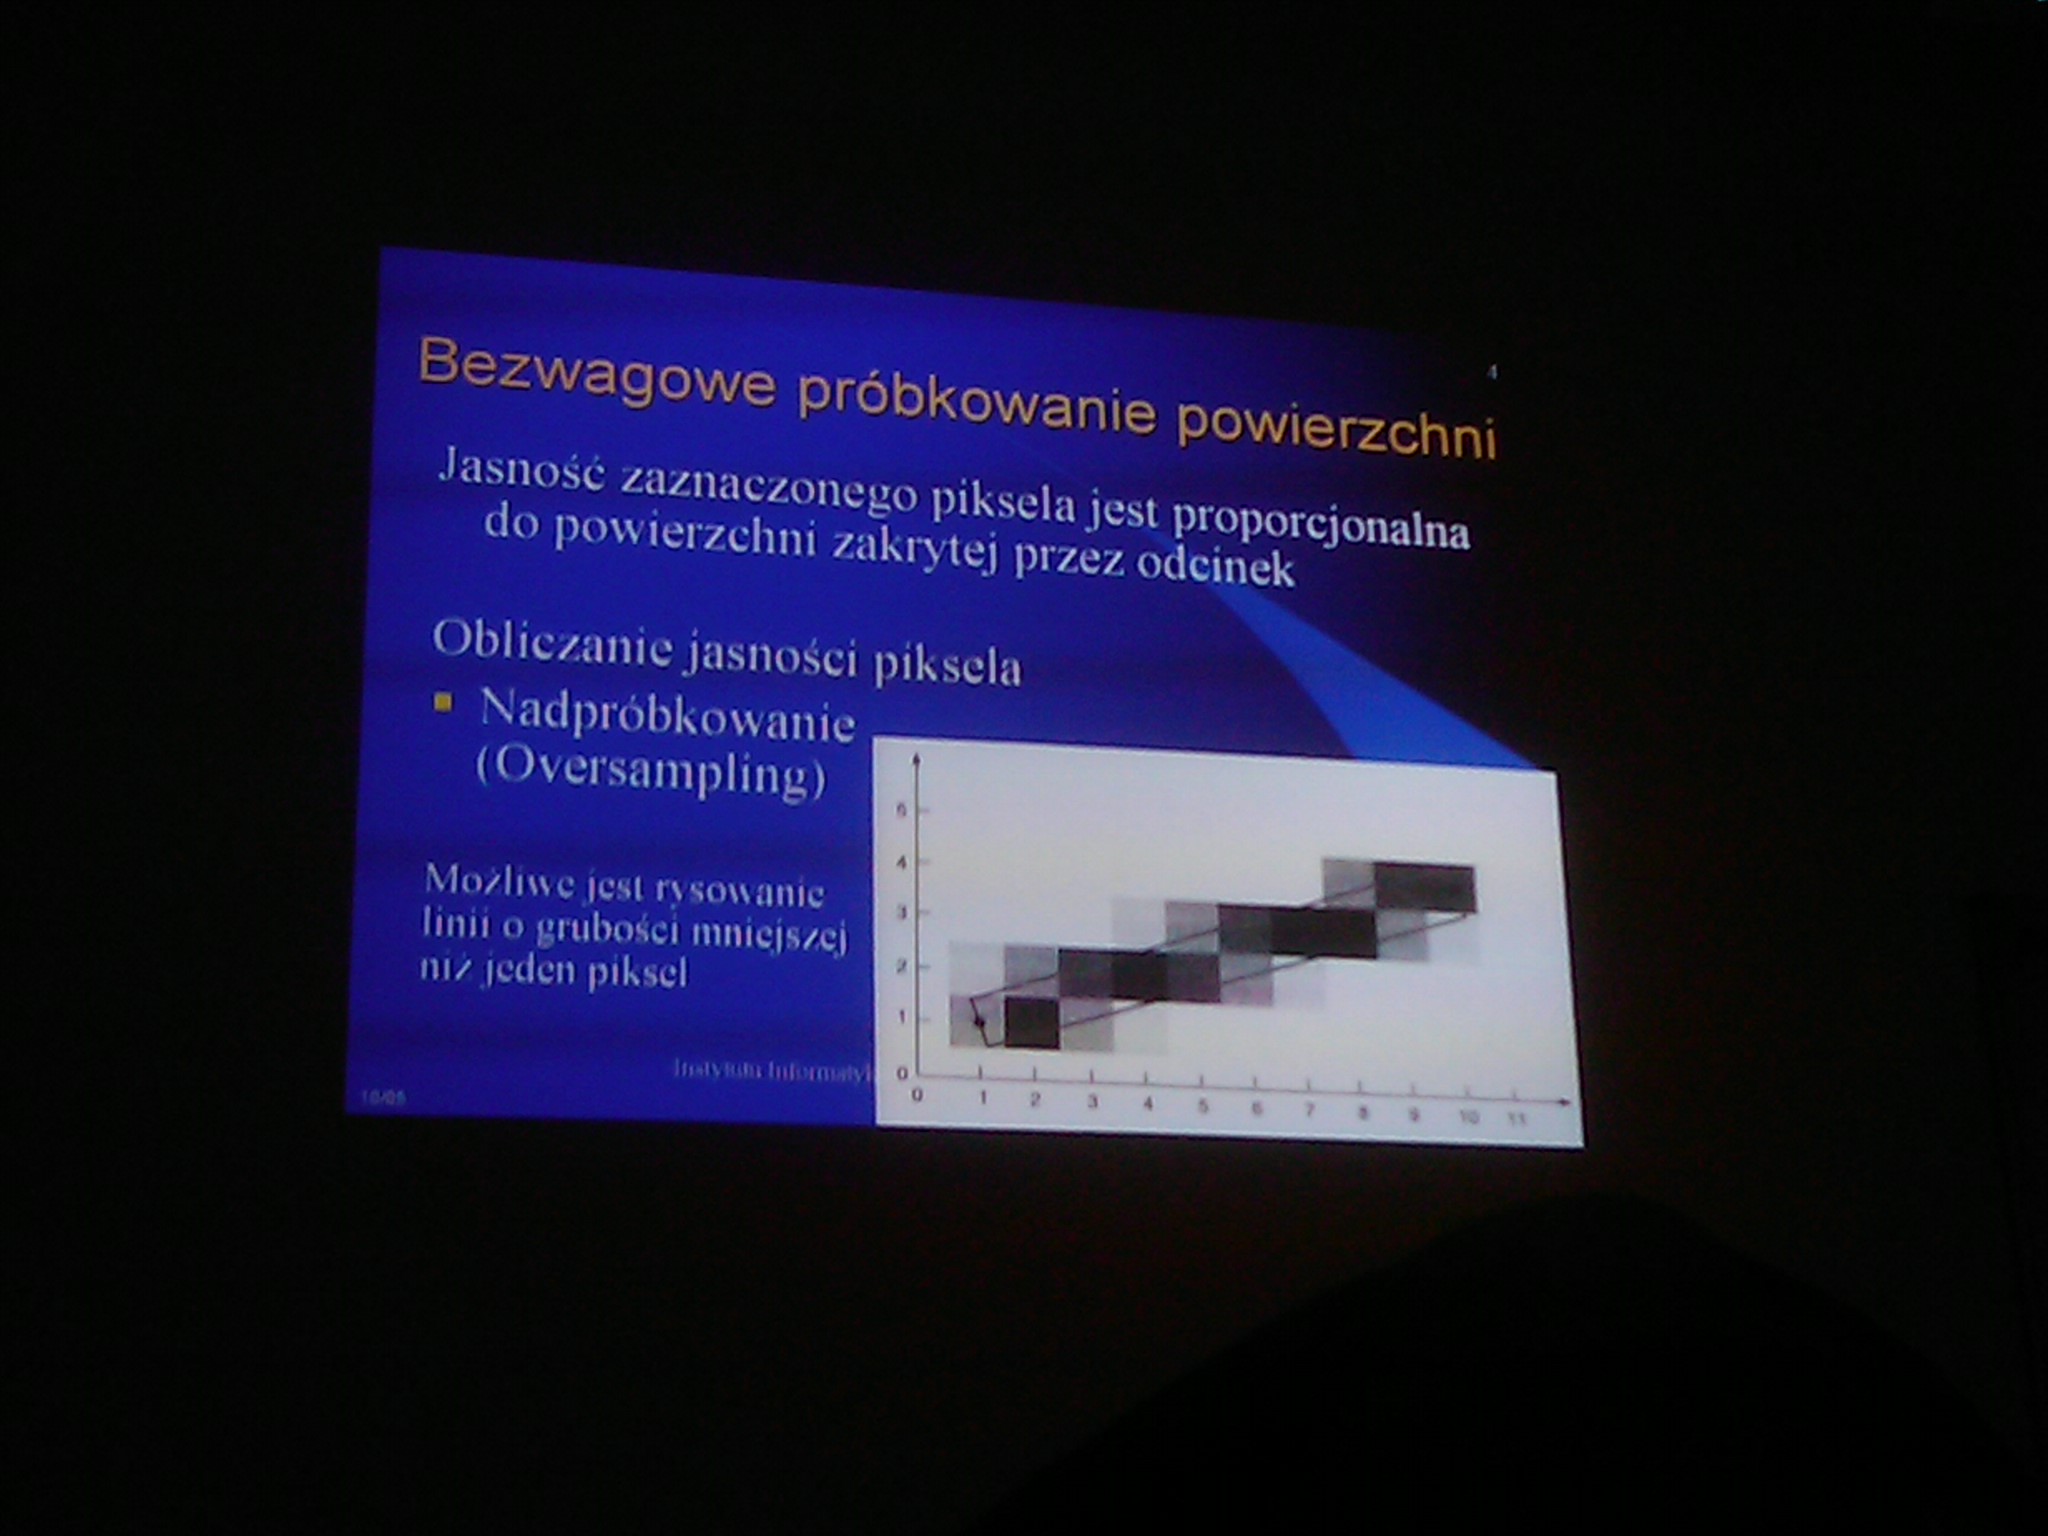 4
Bezwagowe próbkowanie powierzchni
Jasność zaznaczonego piksela jest proporcjonalna
do powierzchni zakrytej przez odcinek
Obliczanie jasności piksela
Nadpróbkowanie
(Oversampling)
Możliwe jest rysowanie
linii o grubości mniejszej
niż jeden piksel
5
4
3
2
1
0
0 1 2 3 4 5 6 7 8 9 10 11
Instytutu Informatyk
10/05